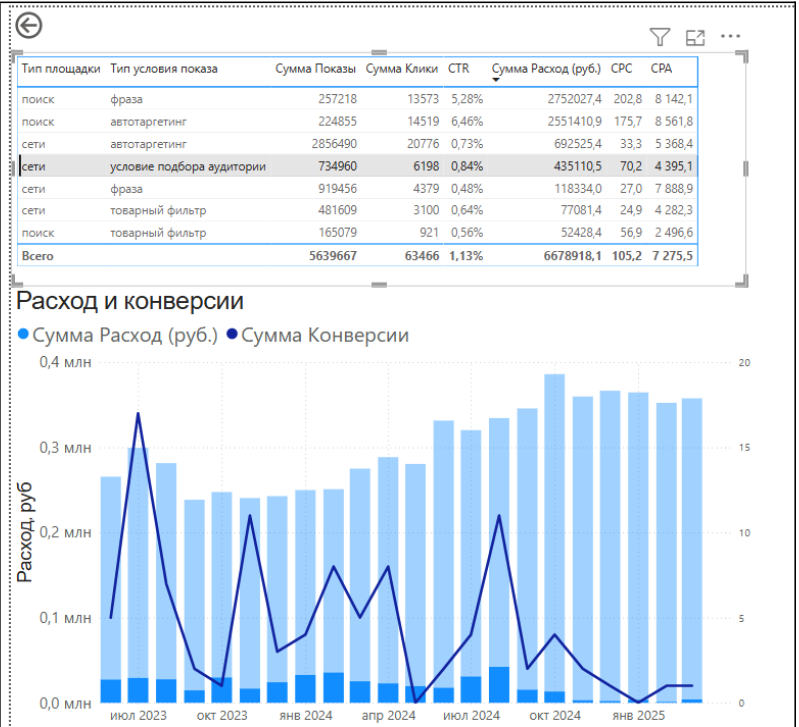 Тип площадки Тип условия показа Сумма Показы Сумма Клики CTR Сумма Расход (руб.) CPC CPA
поиск фраза 257218 13573 5,28% 2752027,4 202,8 8 142,1
поиск автотаргетинг 224855 14519 6,46% 2551410,9 175,7 8 561,8
сети автотаргетинг 2856490 20776 0,73% 692525,4 33,3 5 368,4
сети условие подбора аудитории 734960 6198 0,84% 435110,5 70,2 4 395,1
сети фраза 919456 4379 0,48% 118334,0 27,0 7 888,9
сети товарный фильтр 481609 3100 0,64% 77081,4 24,9 4 282,3
поиск товарный фильтр 165079 921 0,56% 52428,4 56,9 2 496,6
Всего 5639667 63466 1,13% 6678918,1 105,2 7 275,5
Расход и конверсии
Сумма Расход (руб.) Сумма Конверсии
0,4 млн 20
0,3 млн 15
0,2 млн 10
0,1 млн 5
0,0 млн 0
Расход, руб
июл 2023 окт 2023 янв 2024 апр 2024 июл 2024 окт 2024 янв 2025